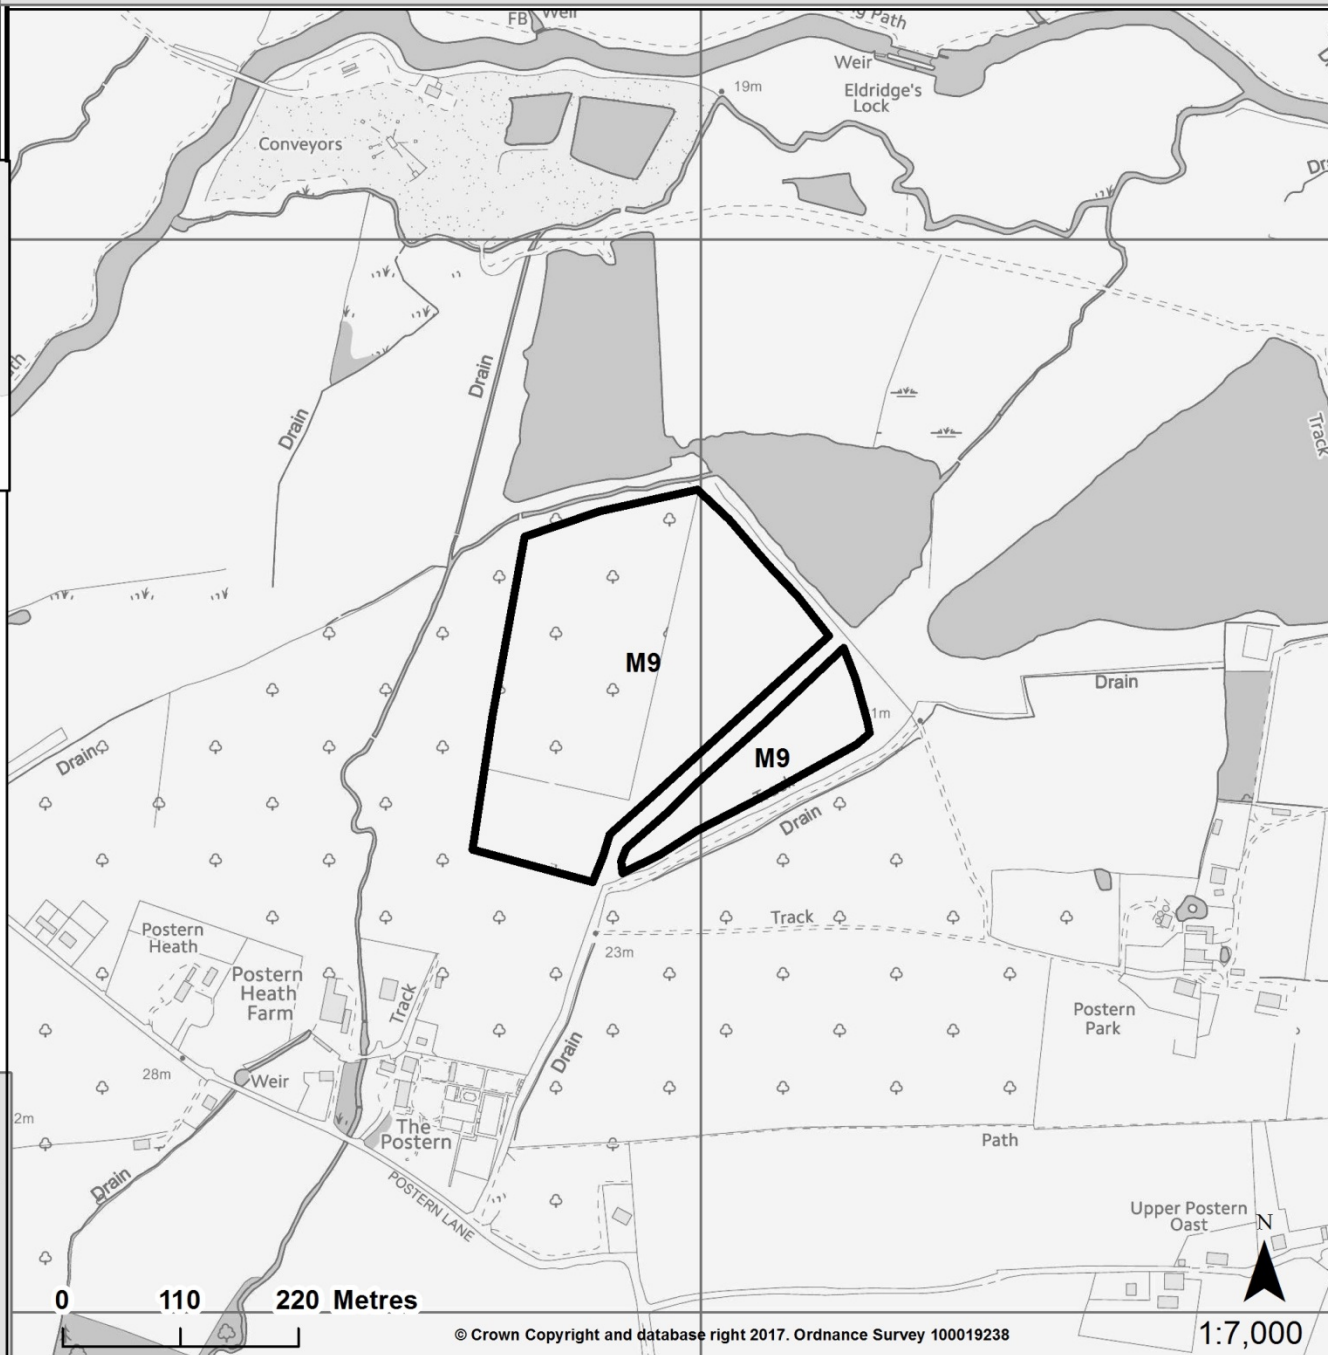 FB
Weir
g Path
Weir
19m
Eldridge's
Lock
Conveyors
Dr
th
Drain
Drain
Track
M9
Drain
1m
M9
Drain
Drain
Track
Postern
Heath
23m
Postern
Heath
Farm
Track
Postern
Park
Drain
28m
Weir
2m
The
Postern
Path
Drain
POSTERN LANE
Upper Postern
Oast
N
0 110 220 Metres
© Crown Copyright and database right 2017. Ordnance Survey 100019238
1:7,000